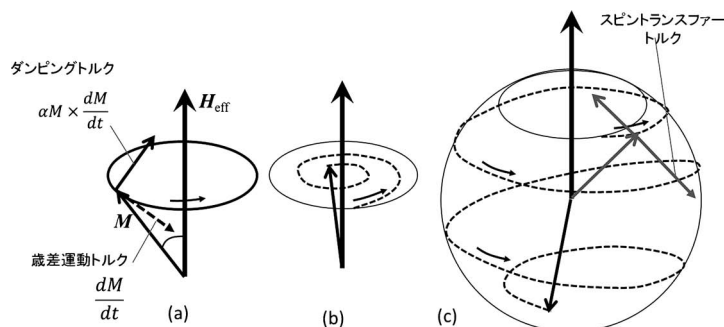 ダンピングトルク
αM × dM/dt
H_eff
M
歳差運動トルク
dM/dt
(a)
(b)
(c)
スピントランスファー
トルク